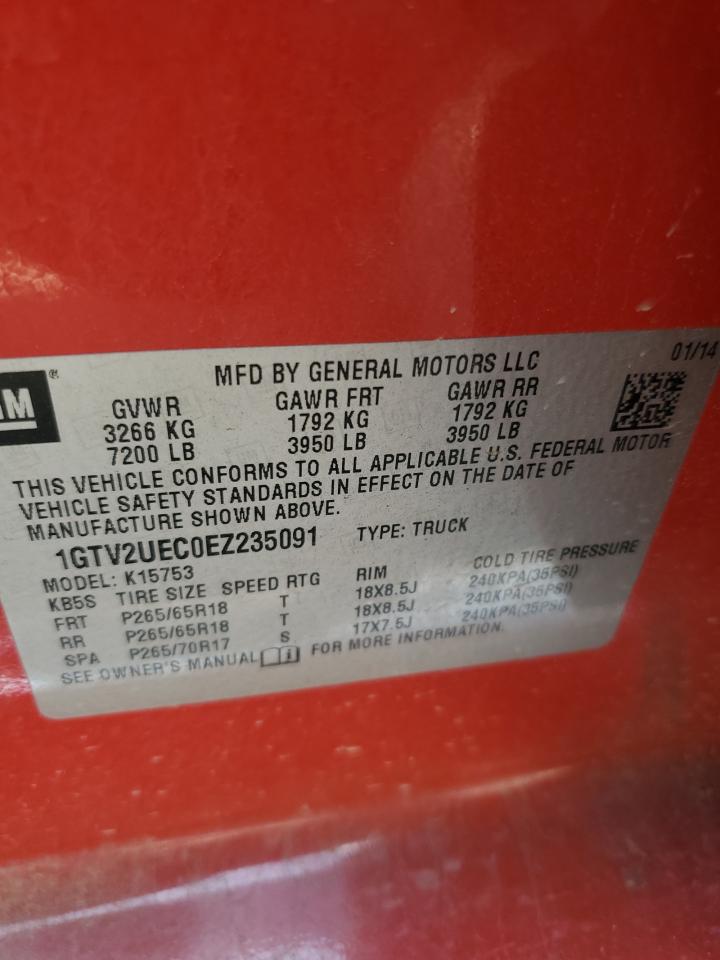 MFD BY GENERAL MOTORS LLC 01/14
GM®
GVWR GAWR FRT GAWR RR
3266 KG 1792 KG 1792 KG
7200 LB 3950 LB 3950 LB
THIS VEHICLE CONFORMS TO ALL APPLICABLE U.S. FEDERAL MOTOR
VEHICLE SAFETY STANDARDS IN EFFECT ON THE DATE OF
MANUFACTURE SHOWN ABOVE.
1GTV2UEC0EZ235091 TYPE: TRUCK
MODEL: K15753
KB5S TIRE SIZE SPEED RTG RIM COLD TIRE PRESSURE
FRT P265/65R18 T 18X8.5J 240KPA(35PSI)
RR P265/65R18 T 18X8.5J 240KPA(35PSI)
SPA P265/70R17 S 17X7.5J 240KPA(35PSI)
SEE OWNER'S MANUAL FOR MORE INFORMATION.